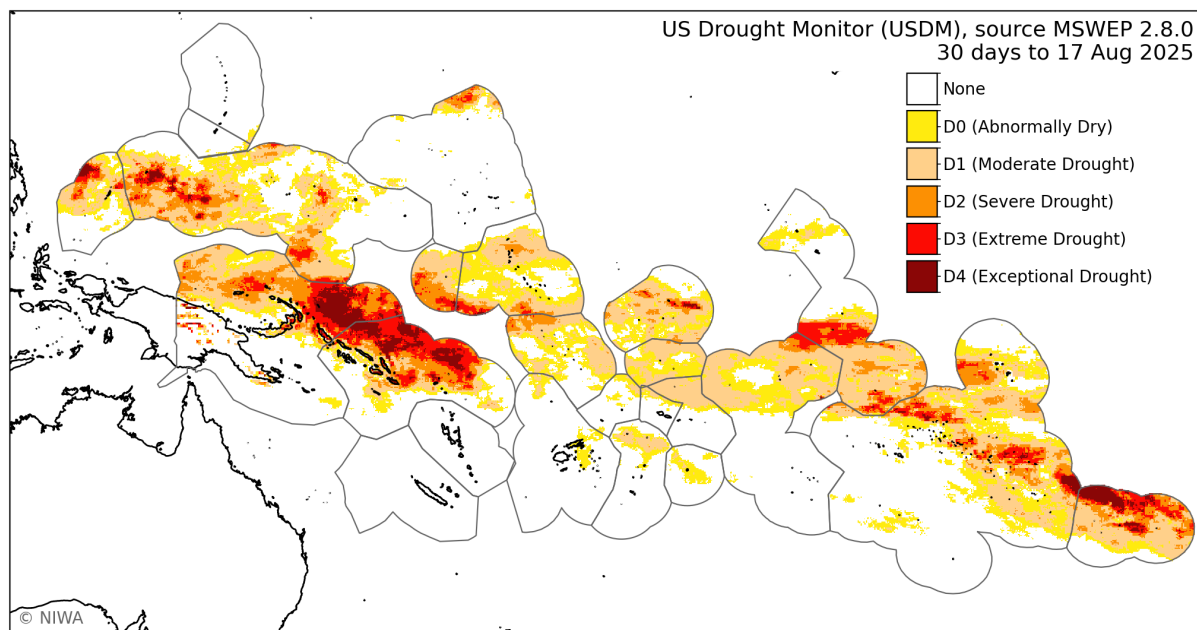 US Drought Monitor (USDM), source MSWEP 2.8.0
30 days to 17 Aug 2025
None
D0 (Abnormally Dry)
D1 (Moderate Drought)
D2 (Severe Drought)
D3 (Extreme Drought)
D4 (Exceptional Drought)
© NIWA